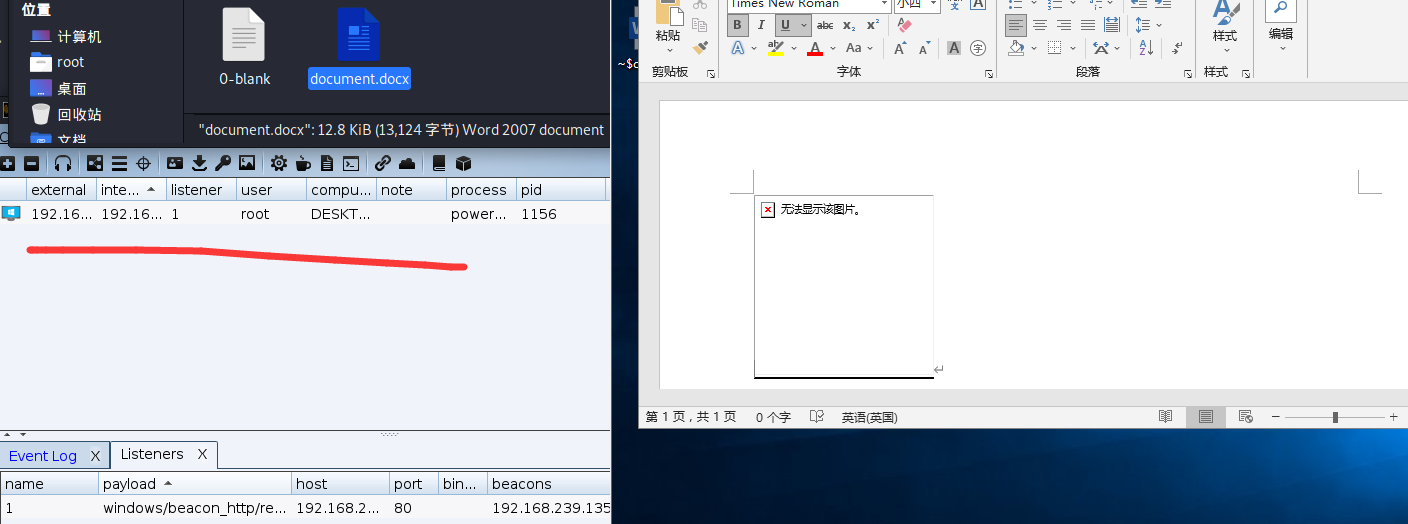 位置
计算机
root
桌面
回收站
文档
0-blank
document.docx
"document.docx": 12.8 KiB (13,124 字节) Word 2007 document
external inte... listener user compu... note process pid
192.16... 192.16... 1 root DESKT... power... 1156
Event Log X Listeners X
name payload host port bin... beacons
1 windows/beacon_http/re... 192.168.2... 80 192.168.239.135
粘贴
剪贴板
Times New Roman 小四
B I U abc x₂ x²
A aby A Aa A A A 字
字体
段落
样式
样式
编辑
无法显示该图片。
第 1 页，共 1 页 0 个字 英语(英国)